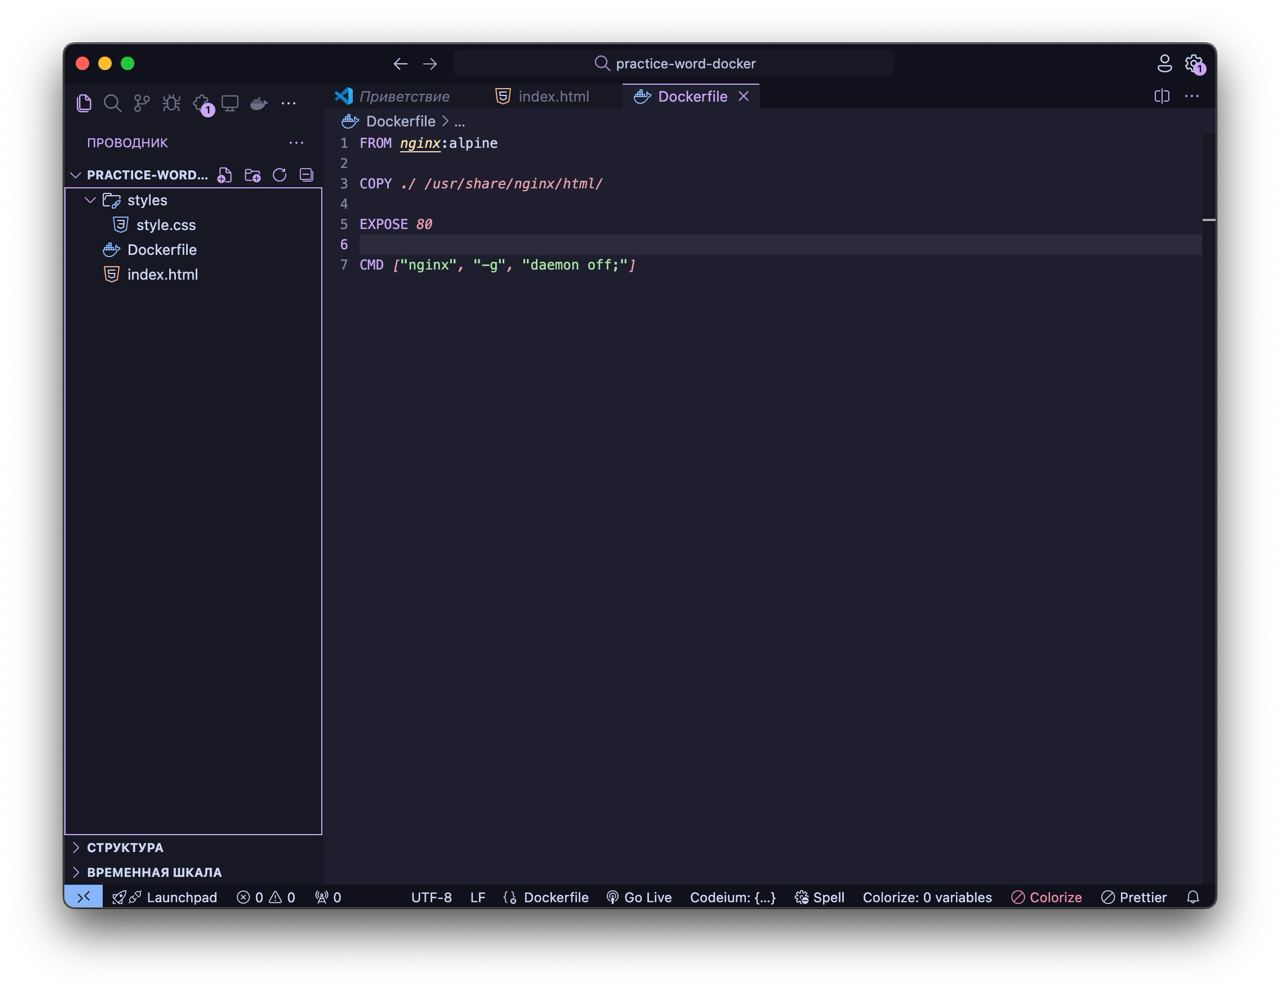 practice-word-docker
1
1
Приветствие
index.html
Dockerfile
ПРОВОДНИК
Dockerfile > ...
PRACTICE-WORD...
styles
style.css
Dockerfile
index.html
1 FROM nginx:alpine
2
3 COPY ./ /usr/share/nginx/html/
4
5 EXPOSE 80
6
7 CMD ["nginx", "-g", "daemon off;"]
СТРУКТУРА
ВРЕМЕННАЯ ШКАЛА
Launchpad 0 0 0 UTF-8 LF Dockerfile Go Live Codeium: {...} Spell Colorize: 0 variables Colorize Prettier